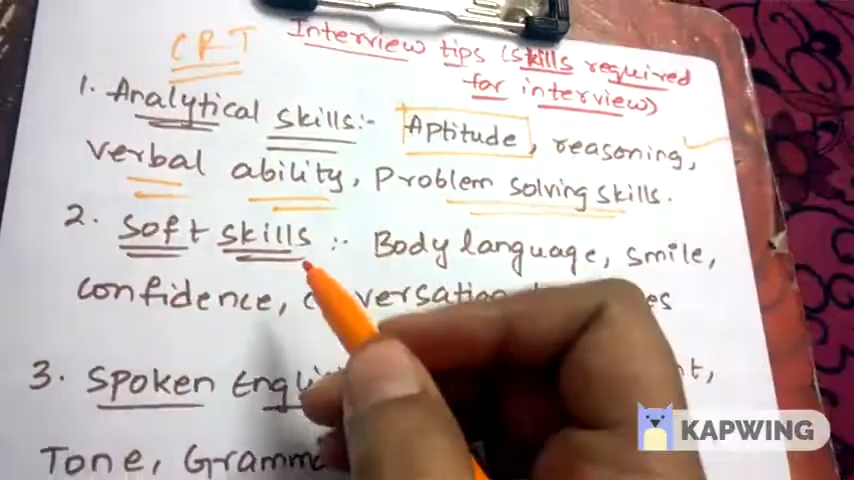 CRT
Interview tips (skills required
for interview)
1. Analytical skills:- Aptitude, reasoning,
verbal ability, Problem solving skills.
2. Soft skills :- Body language, smile,
confidence,
3. Spoken
Tone,
KAPWING